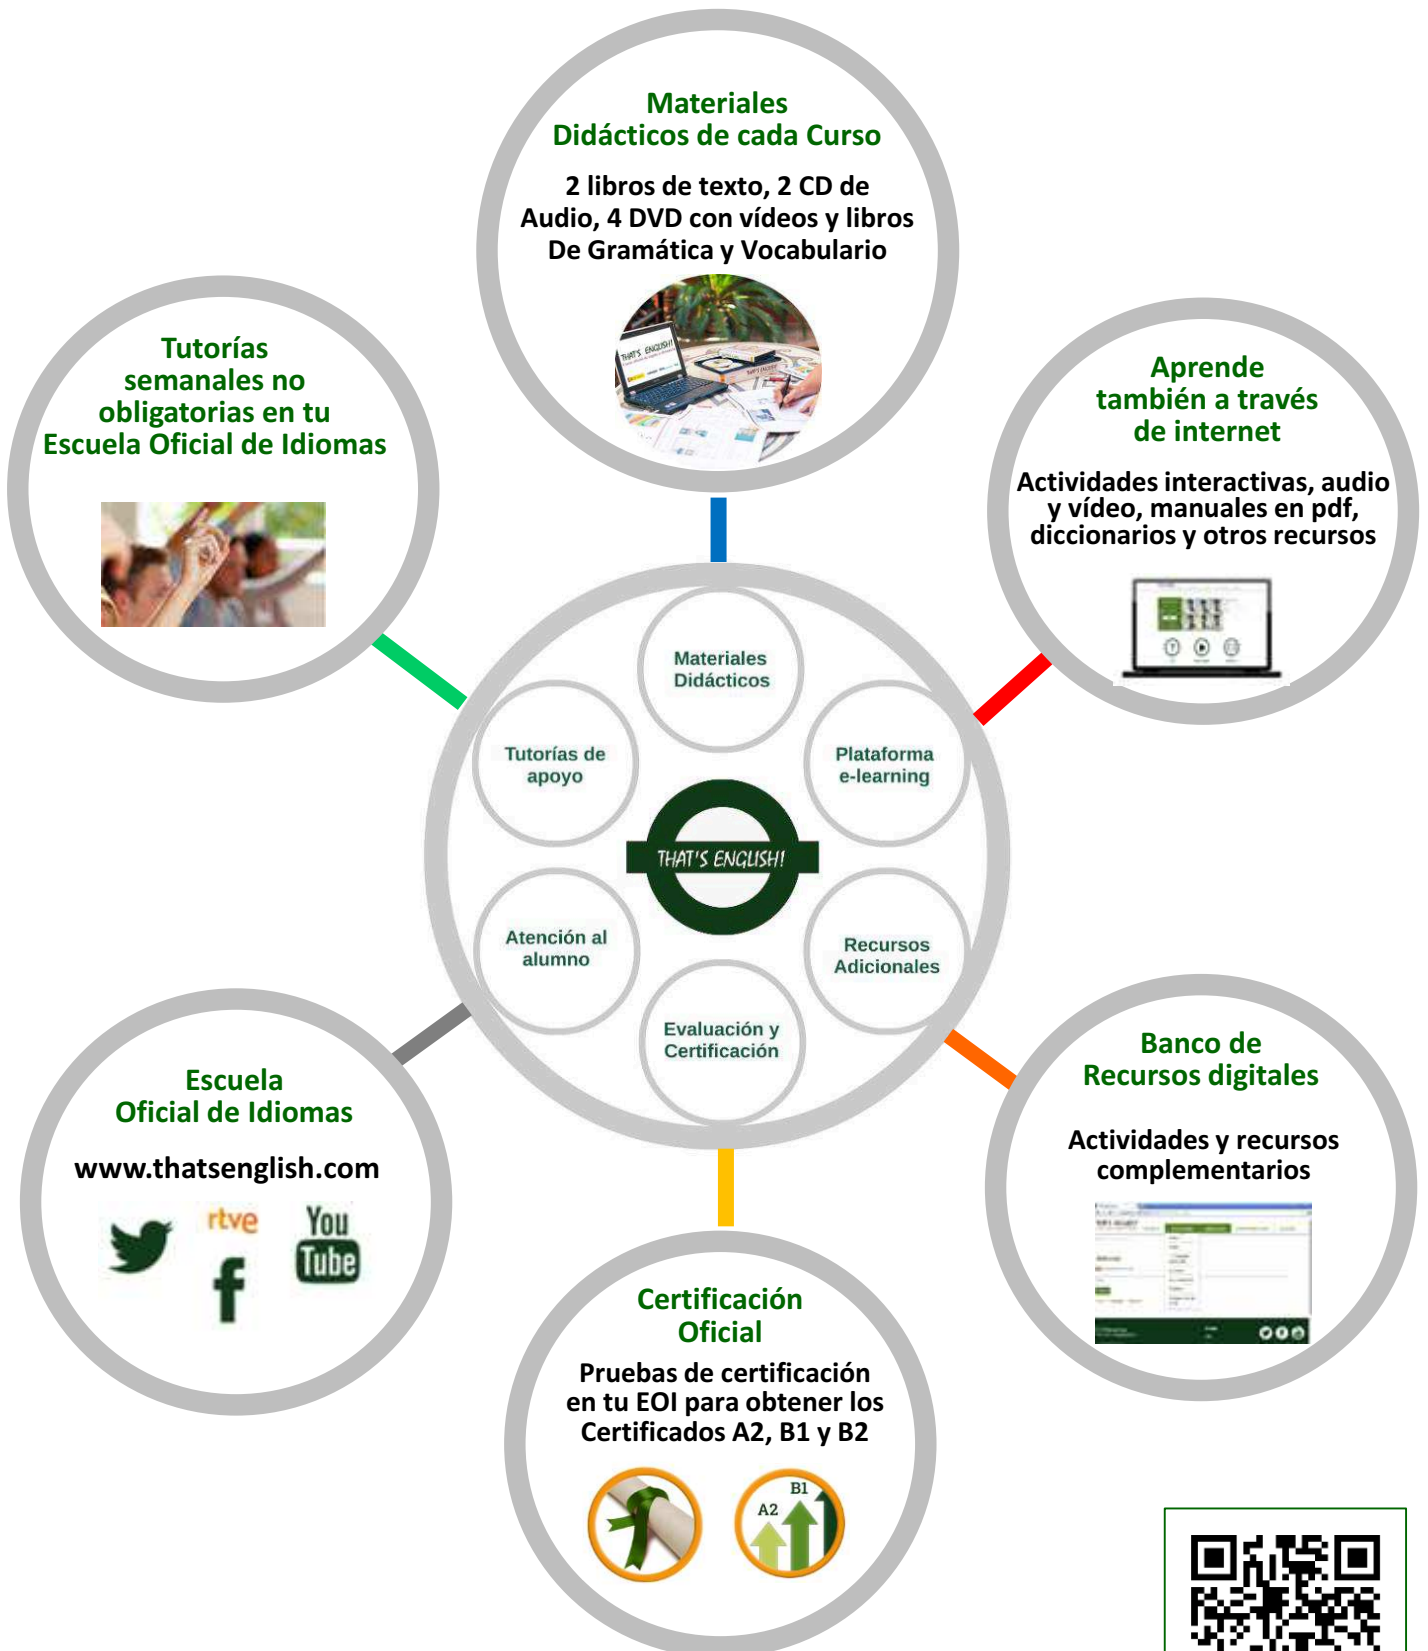 Materiales
Didácticos de cada Curso
2 libros de texto, 2 CD de
Audio, 4 DVD con vídeos y libros
De Gramática y Vocabulario
THAT'S ENGLISH!
Tutorías
semanales no
obligatorias en tu
Escuela Oficial de Idiomas
Aprende
también a través
de internet
Actividades interactivas, audio
y vídeo, manuales en pdf,
diccionarios y otros recursos
Materiales
Didácticos
Tutorías de
apoyo
Plataforma
e-learning
THAT'S ENGLISH!
Atención al
alumno
Recursos
Adicionales
Evaluación y
Certificación
Escuela
Oficial de Idiomas
www.thatsenglish.com
rtve
You
Tube
Banco de
Recursos digitales
Actividades y recursos
complementarios
Certificación
Oficial
Pruebas de certificación
en tu EOI para obtener los
Certificados A2, B1 y B2
A2
B1